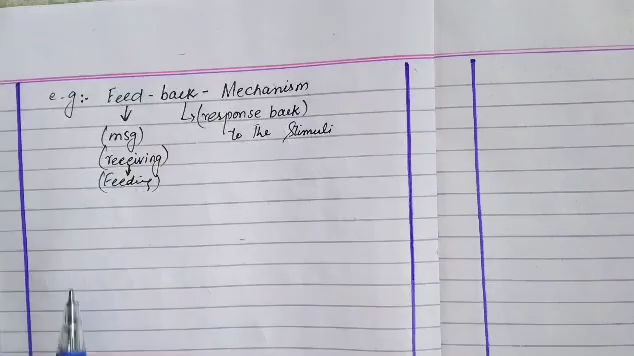 e.g:- Feed-back-Mechanism
↓ ↳(response back)
(msg) to the stimuli
(receiving)
↓
(Feeding)